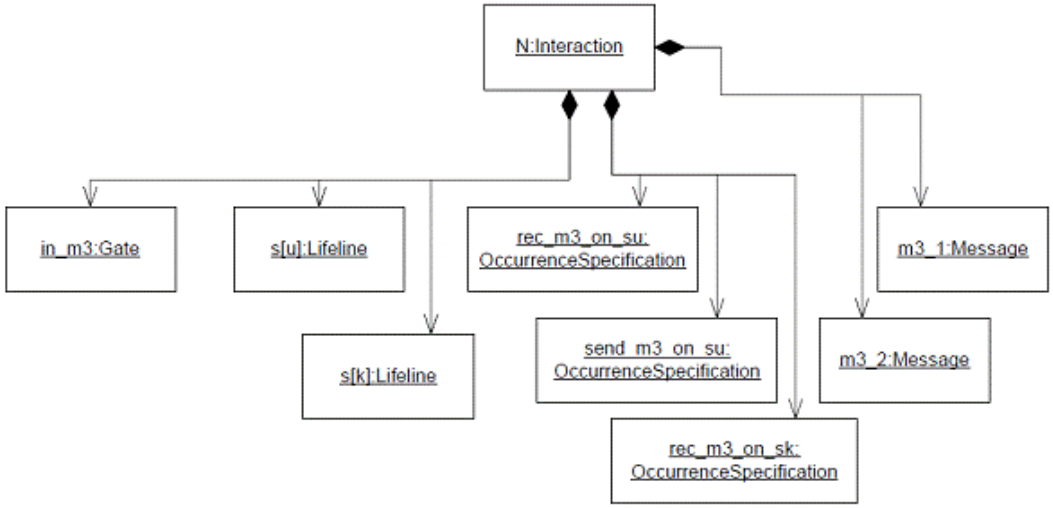 N:Interaction
in_m3:Gate
s[u]:Lifeline
rec_m3_on_su:
OccurrenceSpecification
m3_1:Message
s[k]:Lifeline
send_m3_on_su:
OccurrenceSpecification
m3_2:Message
rec_m3_on_sk:
OccurrenceSpecification